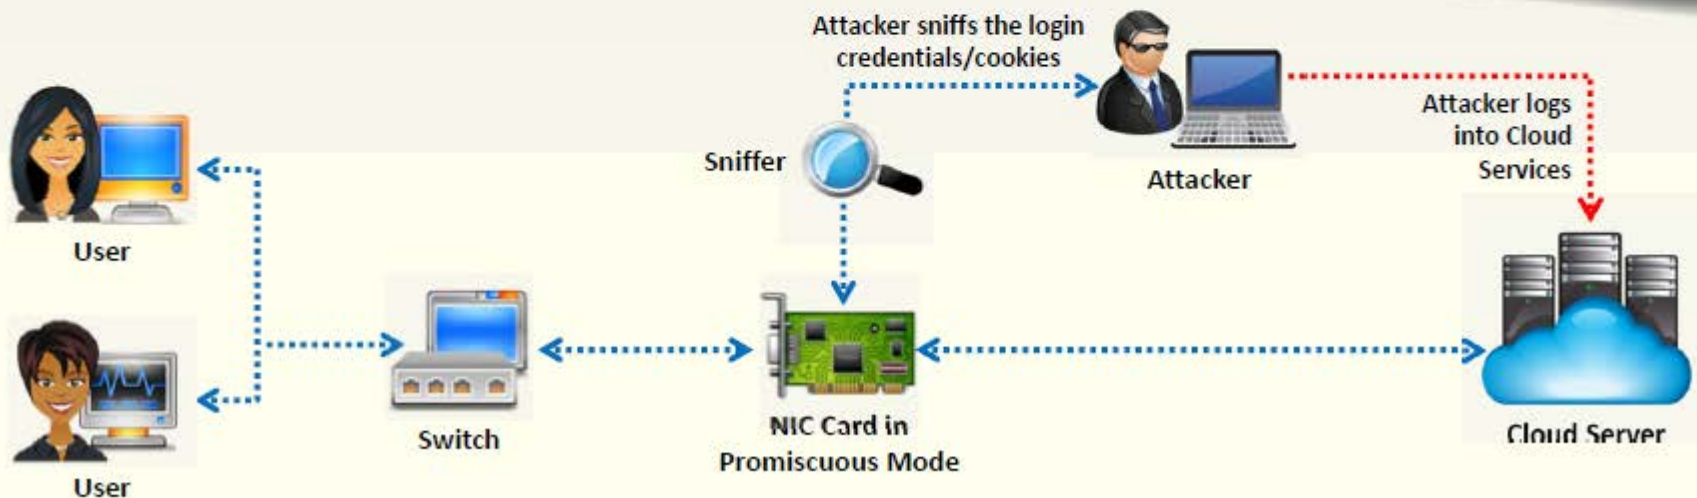 Attacker sniffs the login
credentials/cookies
Attacker logs
into Cloud
Services
Sniffer
Attacker
User
Switch
NIC Card in
Promiscuous Mode
Cloud Server
User